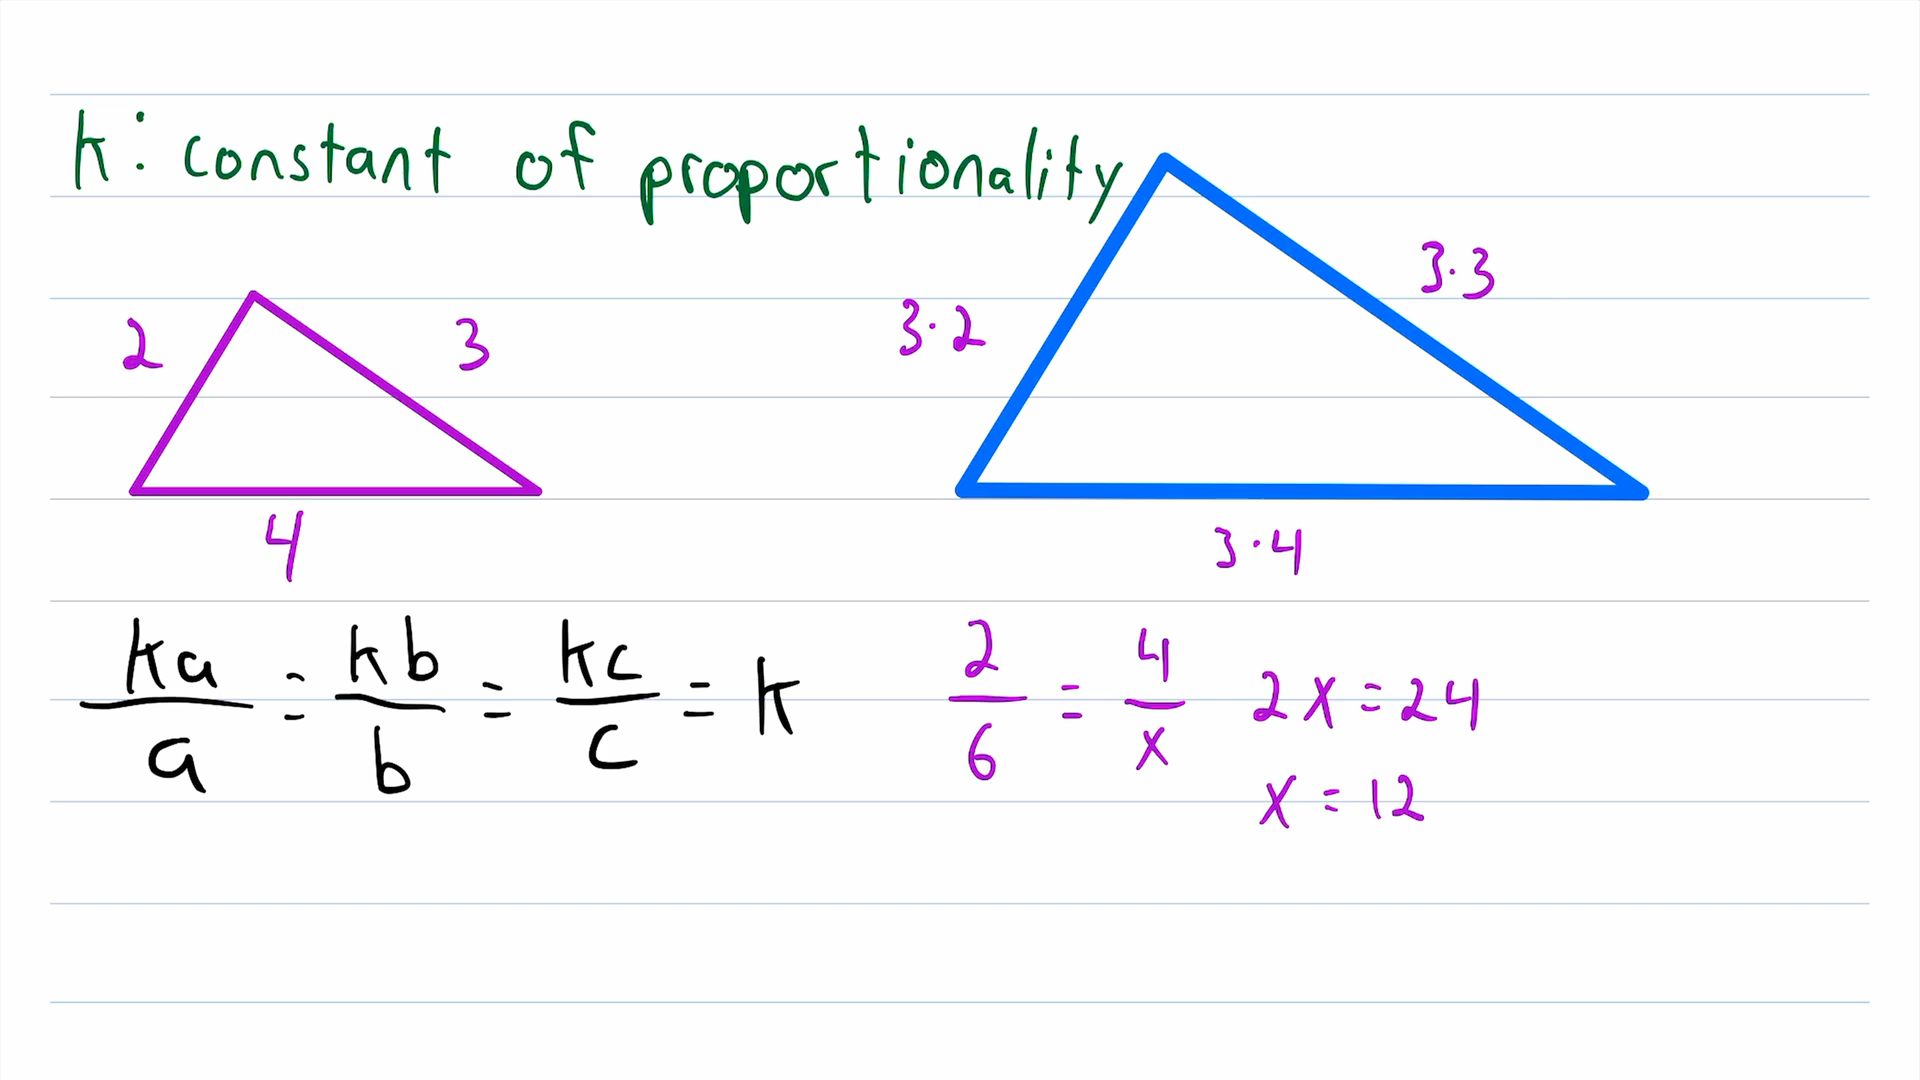 k: constant of proportionality
2
3
4
3·2
3·3
3·4
ka/a = kb/b = kc/c = k
2/6 = 4/x
2x = 24
x = 12